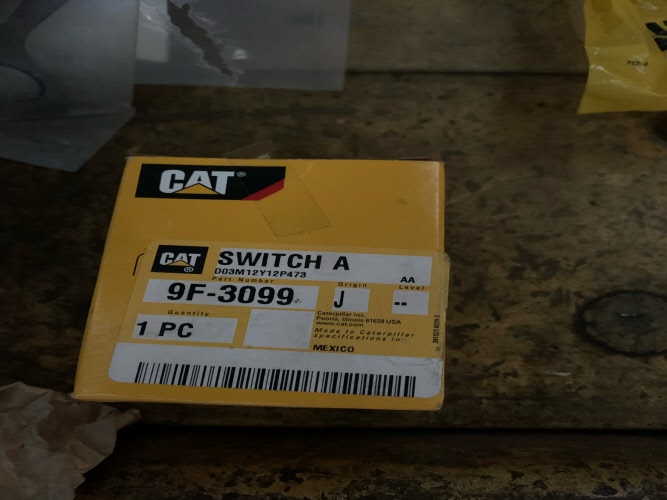 CAT®
CAT®
SWITCH A
D03M12Y12P473
AA
Part Number
Origin
Level
9F-3099
J
--
Quantity
1 PC
Caterpillar Inc.
Peoria, Illinois 61629 USA
www.cat.com
Made to Caterpillar
specifications in:
MEXICO